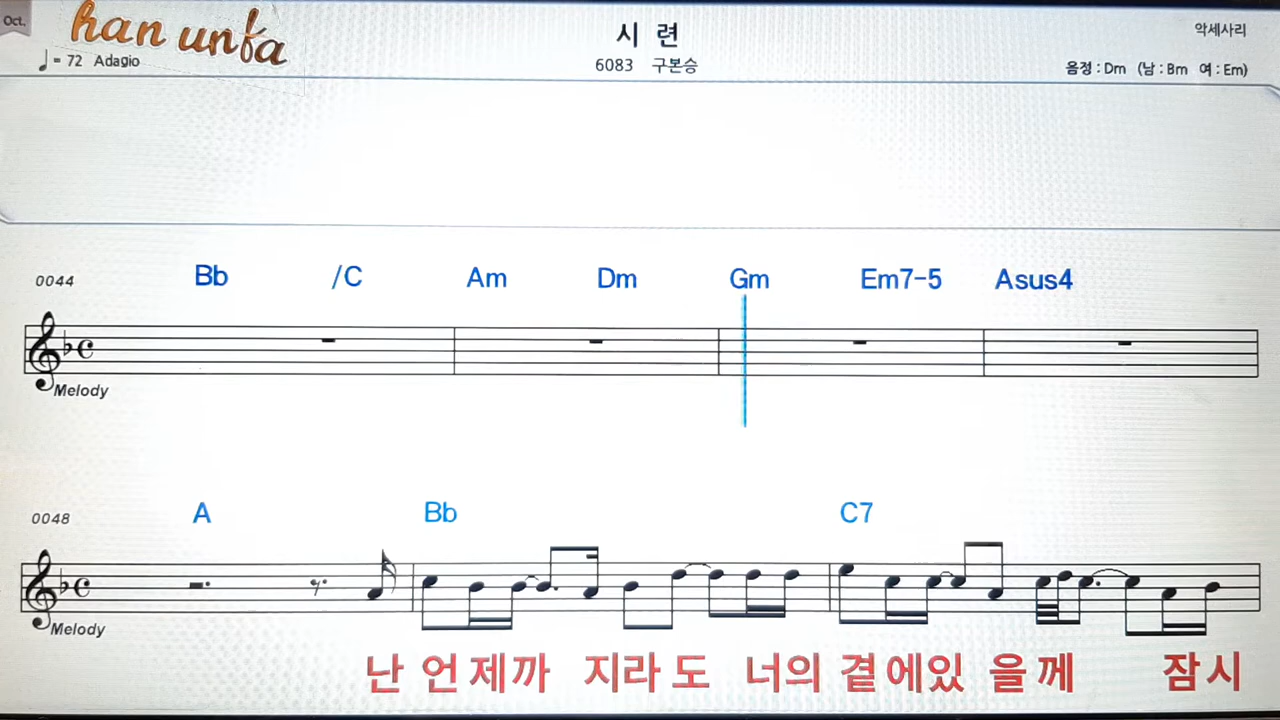 Oct.
han unfa
= 72 Adagio
시 련
6083 구본승
악세사리
음정 : Dm (남 : Bm 여 : Em)
0044
Bb /C Am Dm Gm Em7-5 Asus4
Melody
0048
A Bb C7
Melody
난 언제까 지라도 너의 곁에있 을께 잠시